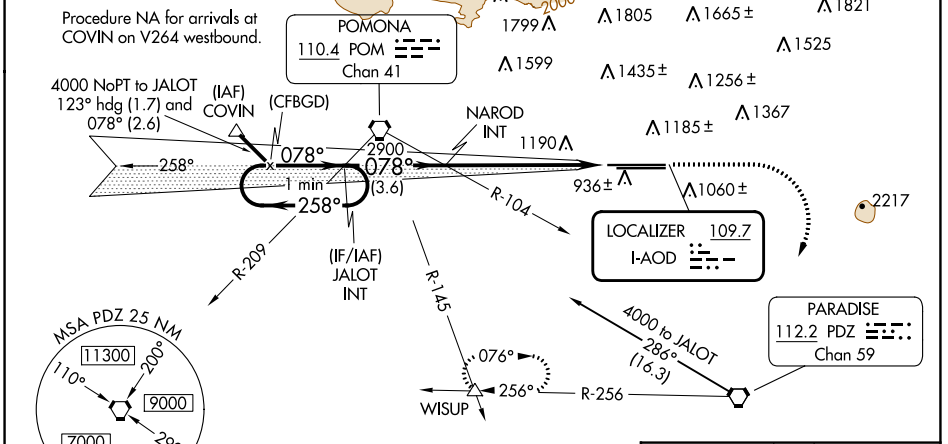 Procedure NA for arrivals at
COVIN on V264 westbound.
POMONA
110.4 POM
Chan 41
1799
2000
1805
1665 ±
1821
1599
1435 ±
1525
1256 ±
1367
1185 ±
4000 NoPT to JALOT
123° hdg (1.7) and
078° (2.6)
(IAF)
COVIN
(CFBGD)
NAROD
INT
1190
258°
078°
2900
078°
(3.6)
x
1 min
258°
936 ±
1060 ±
2217
R-104
R-209
(IF/IAF)
JALOT
INT
R-145
LOCALIZER 109.7
I-AOD
4000 to JALOT
286°
(16.3)
PARADISE
112.2 PDZ
Chan 59
076°
256°
R-256
WISUP
MSA PDZ 25 NM
11300
200°
110°
9000
7000